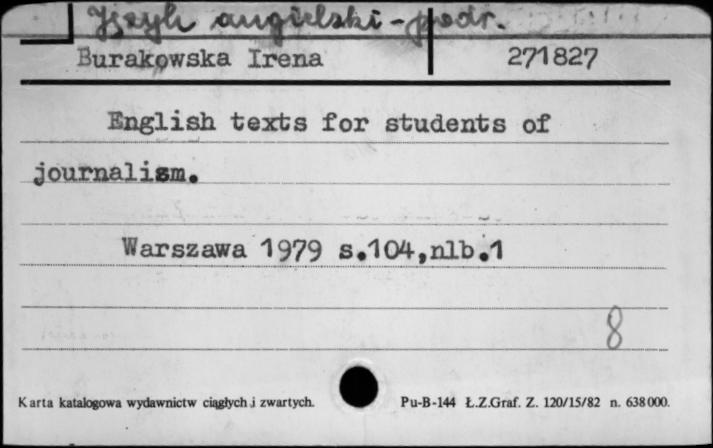 Język angielski - podr.
Burakowska Irena 271827
English texts for students of
journalism.
Warszawa 1979 s.104,nlb.1
8
Karta katalogowa wydawnictw ciągłych i zwartych. Pu-B-144 Ł.Z.Graf. Z. 120/15/82 n. 638000.